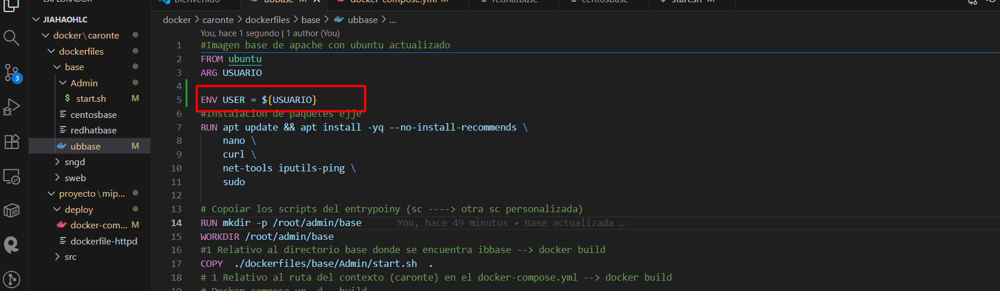 EXPLORADOR
Bienvenido
ubbase M
docker-compose.yml M
redhatbase
centosbase
start.sh M
JIAHAOHLC
docker\caronte
dockerfiles
base
Admin
$ start.sh M
centosbase
redhatbase
ubbase M
sngd
sweb
proyecto\mip...
deploy
docker-com... M
dockerfile-httpd
src
3
docker > caronte > dockerfiles > base > ubbase > ...
You, hace 1 segundo | 1 author (You)
1 #Imagen base de apache con ubuntu actualizado
2 FROM ubuntu
3 ARG USUARIO
4
5 ENV USER = ${USUARIO}
6 #instalacion de paquetes ejje
7 RUN apt update && apt install -yq --no-install-recommends \
8 nano \
9 curl \
10 net-tools iputils-ping \
11 sudo
12
13 # Copoiar los scripts del entrypoiny (sc ----> otra sc personalizada)
14 RUN mkdir -p /root/admin/base You, hace 49 minutos • Base actualizada …
15 WORKDIR /root/admin/base
16 #1 Relativo al directorio base donde se encuentra ibbase --> docker build
17 COPY ./dockerfiles/base/Admin/start.sh .
18 # 1 Relativo al ruta del contexto (caronte) en el docker-compose.yml --> docker build
19 # Docker compose up -d --build